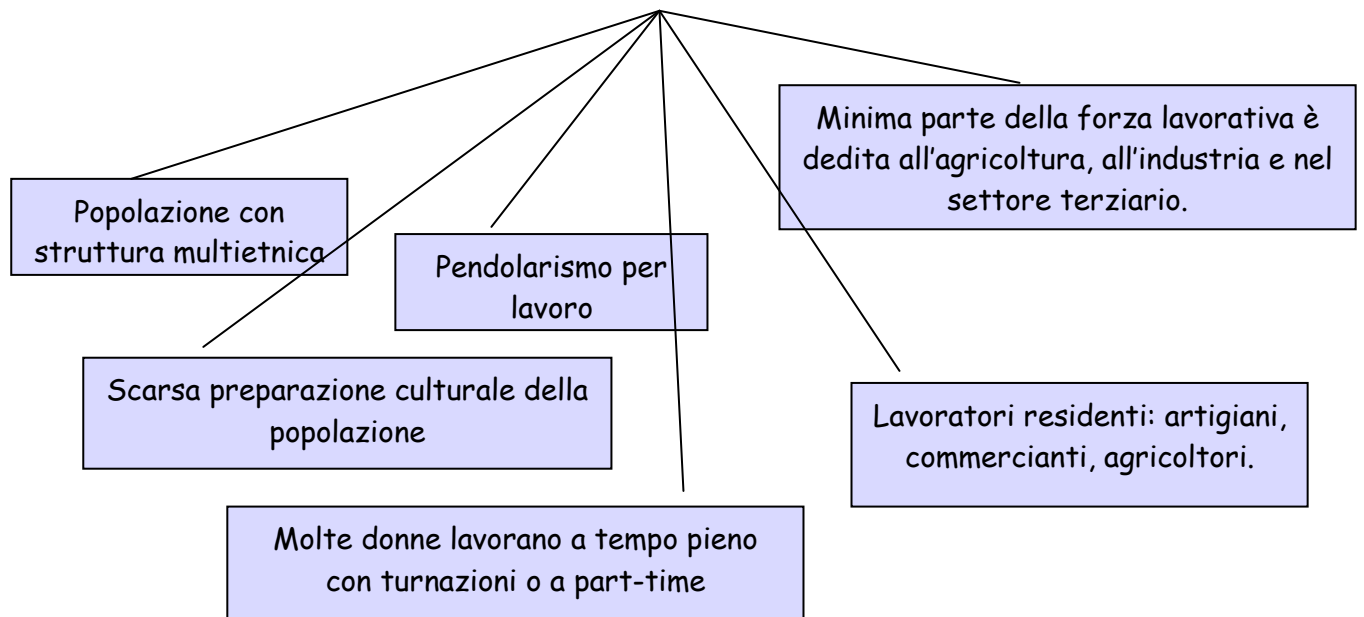 Minima parte della forza lavorativa è
dedita all'agricoltura, all'industria e nel
settore terziario.
Popolazione con
struttura multietnica
Pendolarismo per
lavoro
Scarsa preparazione culturale della
popolazione
Lavoratori residenti: artigiani,
commercianti, agricoltori.
Molte donne lavorano a tempo pieno
con turnazioni o a part-time